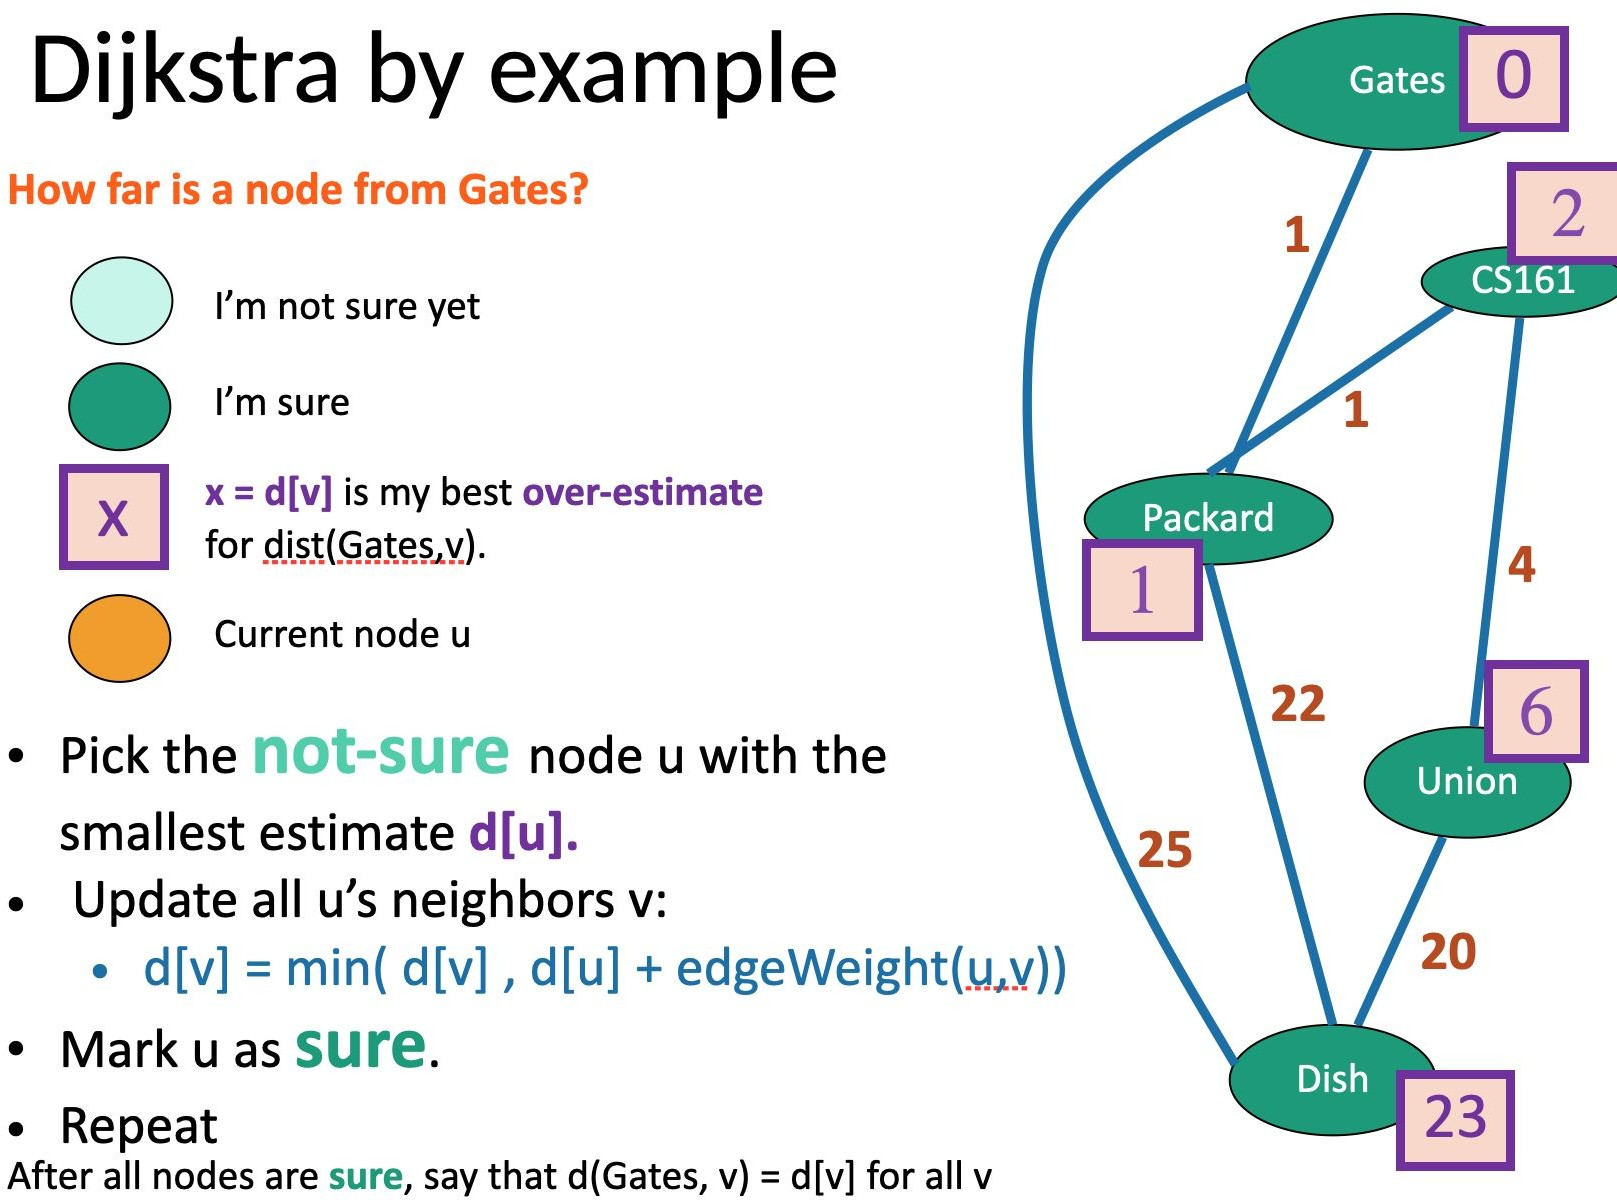 Dijkstra by example
How far is a node from Gates?
I'm not sure yet
I'm sure
x
x = d[v] is my best over-estimate
for dist(Gates,v).
Current node u
• Pick the not-sure node u with the
smallest estimate d[u].
• Update all u's neighbors v:
• d[v] = min( d[v] , d[u] + edgeWeight(u,v))
• Mark u as sure.
• Repeat
After all nodes are sure, say that d(Gates, v) = d[v] for all v
Gates
0
1
2
CS161
1
Packard
1
4
22
6
Union
25
20
Dish
23